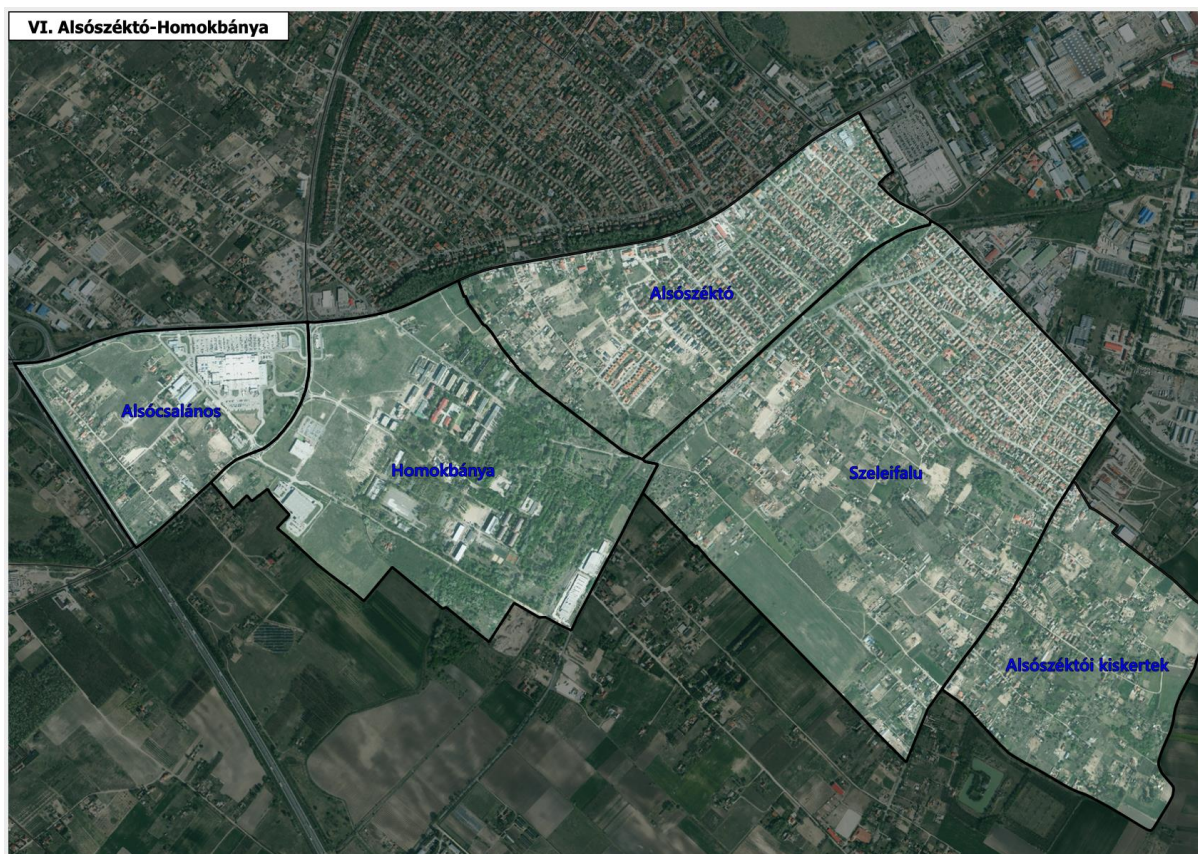 VI. Alsószéktó-Homokbánya
Alsószéktó
Alsócsalános
Homokbánya
Szeleifalu
Alsószéktói kiskertek